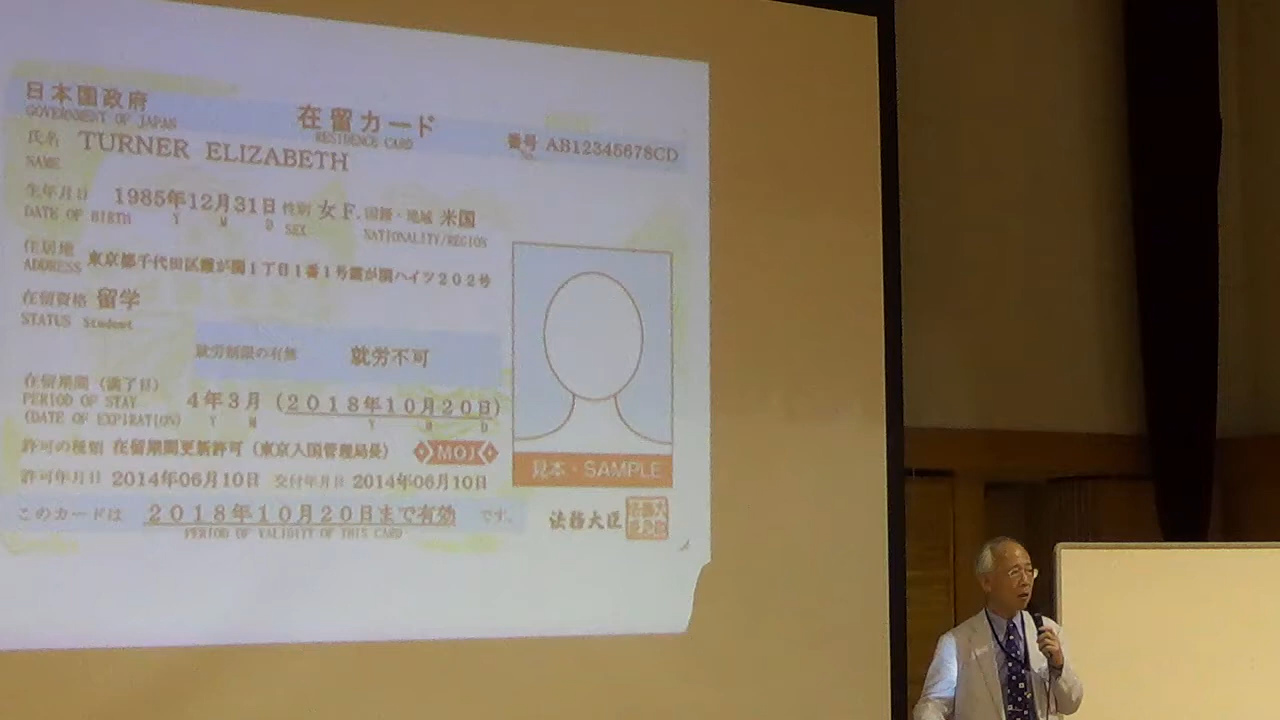 日本国政府
GOVERNMENT OF JAPAN
在留カード
RESIDENCE CARD
番号 AB12345678CD
No.
氏名 TURNER ELIZABETH
NAME
生年月日 1985年12月31日 性別 女 F. 国籍・地域 米国
DATE OF BIRTH Y M D SEX NATIONALITY/REGION
住居地 東京都千代田区霞が関1丁目1番1号霞が関ハイツ202号
ADDRESS
在留資格 留学
STATUS Student
就労制限の有無 就労不可
在留期間(満了日)
PERIOD OF STAY 4年3月 (2018年10月20日)
(DATE OF EXPIRATION) Y M Y M D
許可の種類 在留期間更新許可(東京入国管理局長) MOJ
見本・SAMPLE
許可年月日 2014年06月10日 交付年月日 2014年06月10日
このカードは 2018年10月20日まで有効 です。
PERIOD OF VALIDITY OF THIS CARD
法務大臣